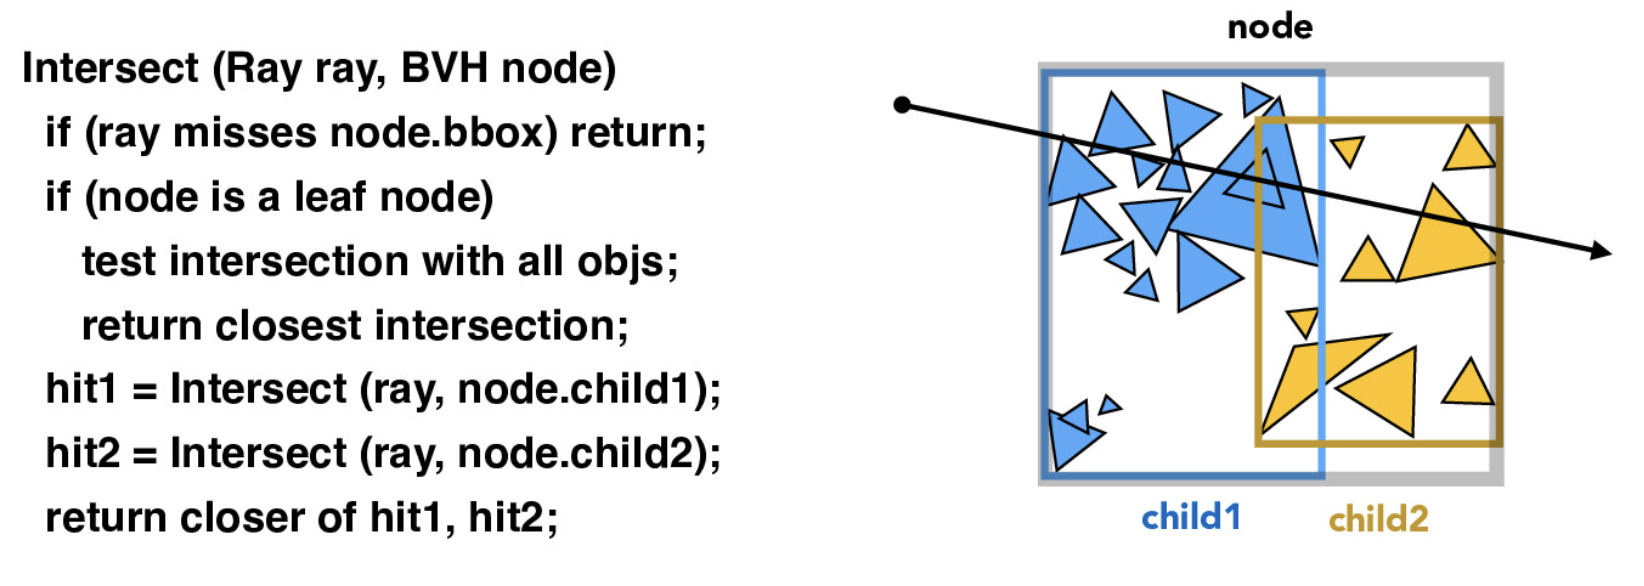 Intersect (Ray ray, BVH node)
if (ray misses node.bbox) return;
if (node is a leaf node)
test intersection with all objs;
return closest intersection;
hit1 = Intersect (ray, node.child1);
hit2 = Intersect (ray, node.child2);
return closer of hit1, hit2;
node
child1
child2